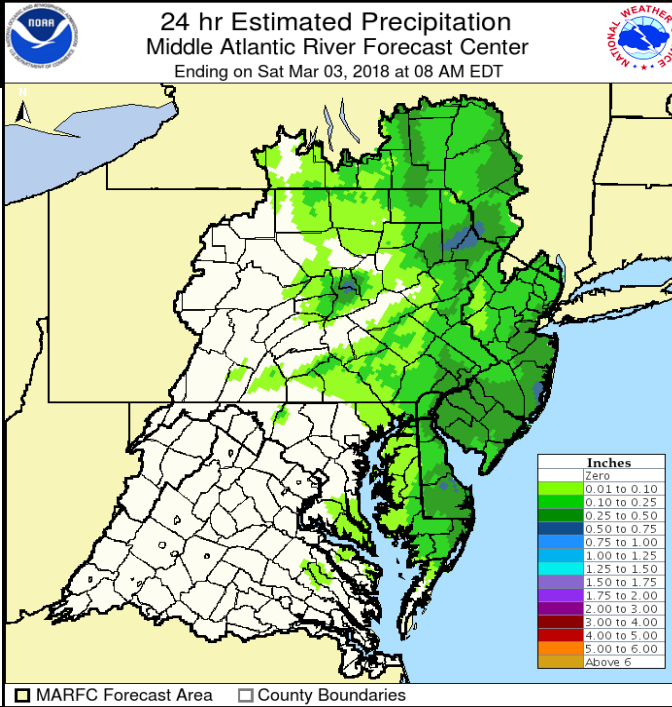 24 hr Estimated Precipitation
Middle Atlantic River Forecast Center
Ending on Sat Mar 03, 2018 at 08 AM EDT
NOAA
NATIONAL WEATHER
N
Inches
Zero
0.01 to 0.10
0.10 to 0.25
0.25 to 0.50
0.50 to 0.75
0.75 to 1.00
1.00 to 1.25
1.25 to 1.50
1.50 to 1.75
1.75 to 2.00
2.00 to 3.00
3.00 to 4.00
4.00 to 5.00
5.00 to 6.00
Above 6
MARFC Forecast Area
County Boundaries